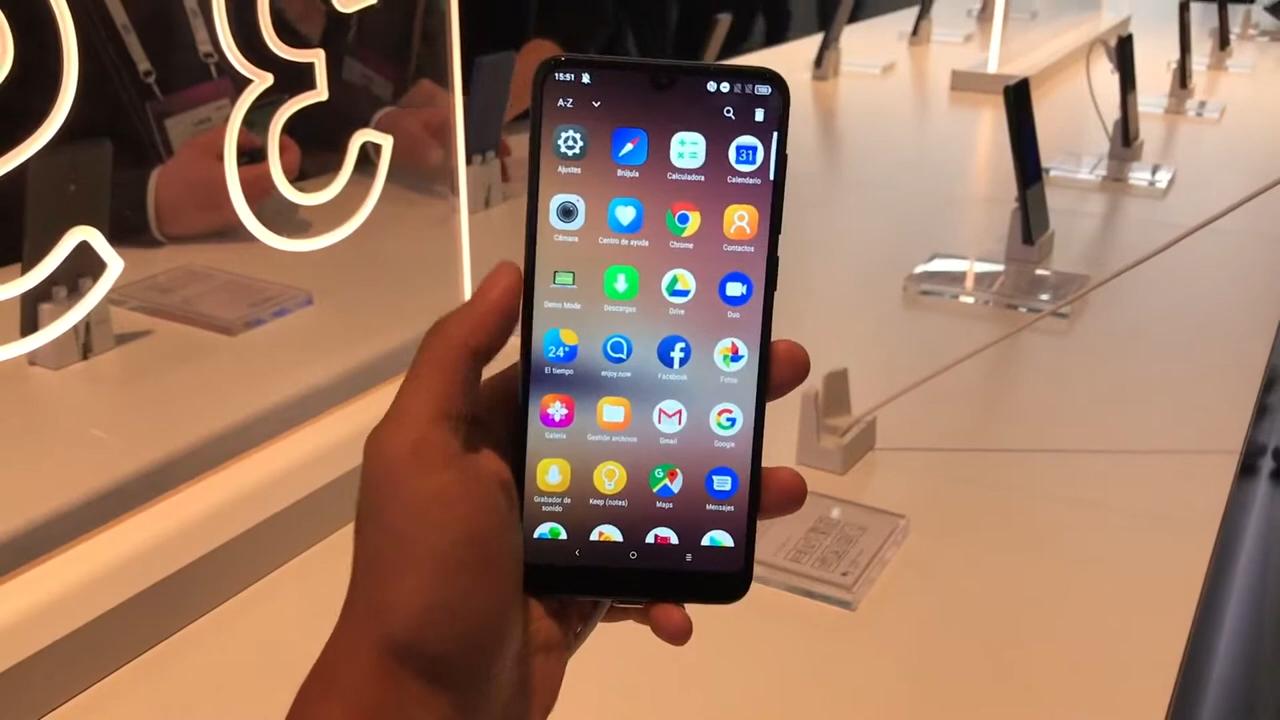 15:51
100
A-Z
Ajustes
Brújula
Calculadora
31
Calendario
Cámara
Centro de ayuda
Chrome
Contactos
Demo Mode
Descargas
Drive
Duo
24°
El tiempo
enjoy.now
Facebook
Fotos
Galería
Gestión archivos
Gmail
Google
Grabador de
sonido
Keep (notas)
Maps
Mensajes